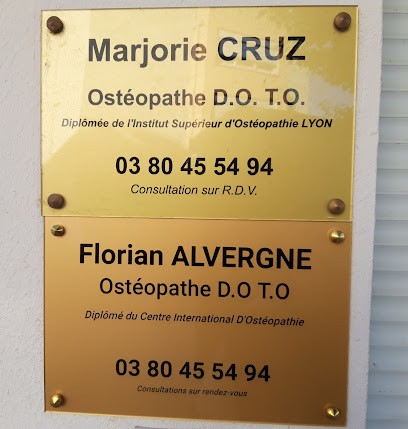 Marjorie CRUZ
Ostéopathe D.O. T.O.
Diplômée de l'Institut Supérieur d'Ostéopathie LYON
03 80 45 54 94
Consultation sur R.D.V.
Florian ALVERGNE
Ostéopathe D.O T.O
Diplômé du Centre International D'Ostéopathie
03 80 45 54 94
Consultations sur rendez-vous